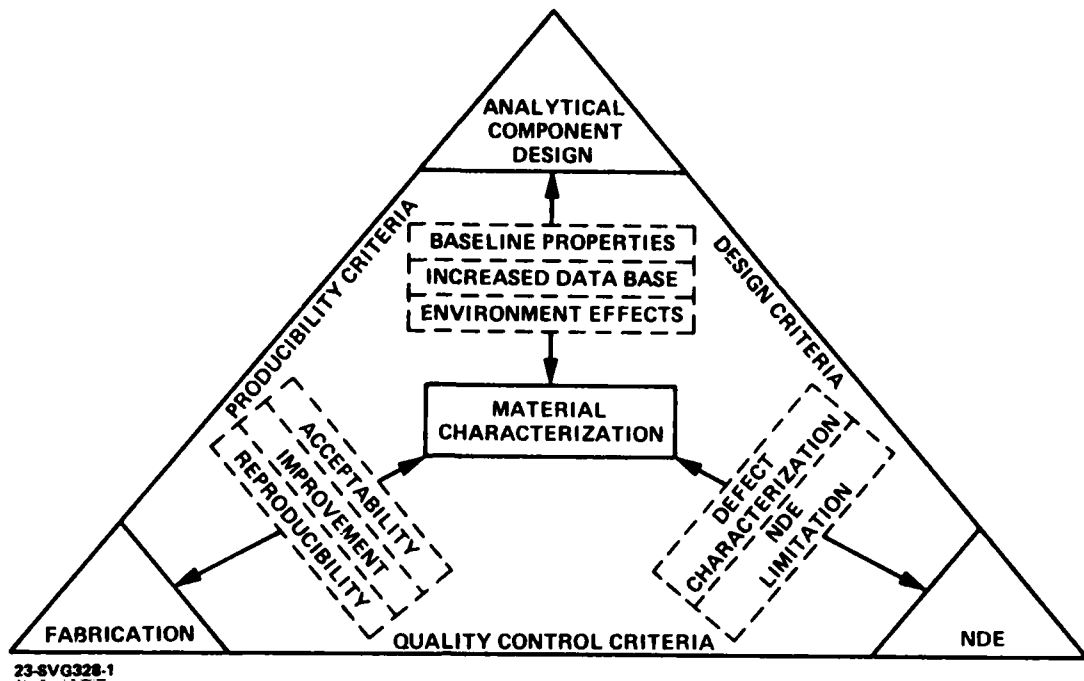 ANALYTICAL
COMPONENT
DESIGN
PRODUCIBILITY CRITERIA
DESIGN CRITERIA
BASELINE PROPERTIES
INCREASED DATA BASE
ENVIRONMENT EFFECTS
MATERIAL
CHARACTERIZATION
ACCEPTABILITY
IMPROVEMENT
REPRODUCIBILITY
DEFECT
CHARACTERIZATION
NDE
LIMITATION
FABRICATION
QUALITY CONTROL CRITERIA
NDE
23-SVG328-1